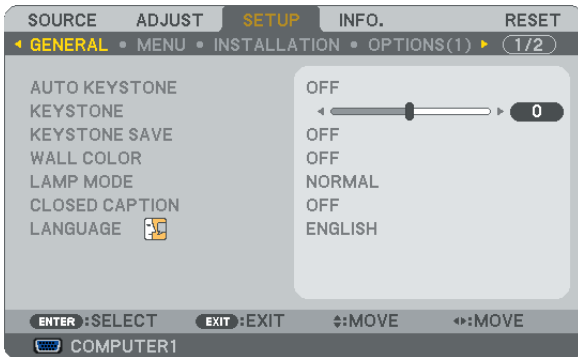 SOURCE ADJUST SETUP INFO. RESET
GENERAL • MENU • INSTALLATION • OPTIONS(1) 1/2
AUTO KEYSTONE OFF
KEYSTONE 0
KEYSTONE SAVE OFF
WALL COLOR OFF
LAMP MODE NORMAL
CLOSED CAPTION OFF
LANGUAGE ENGLISH
ENTER :SELECT EXIT :EXIT :MOVE :MOVE
COMPUTER1